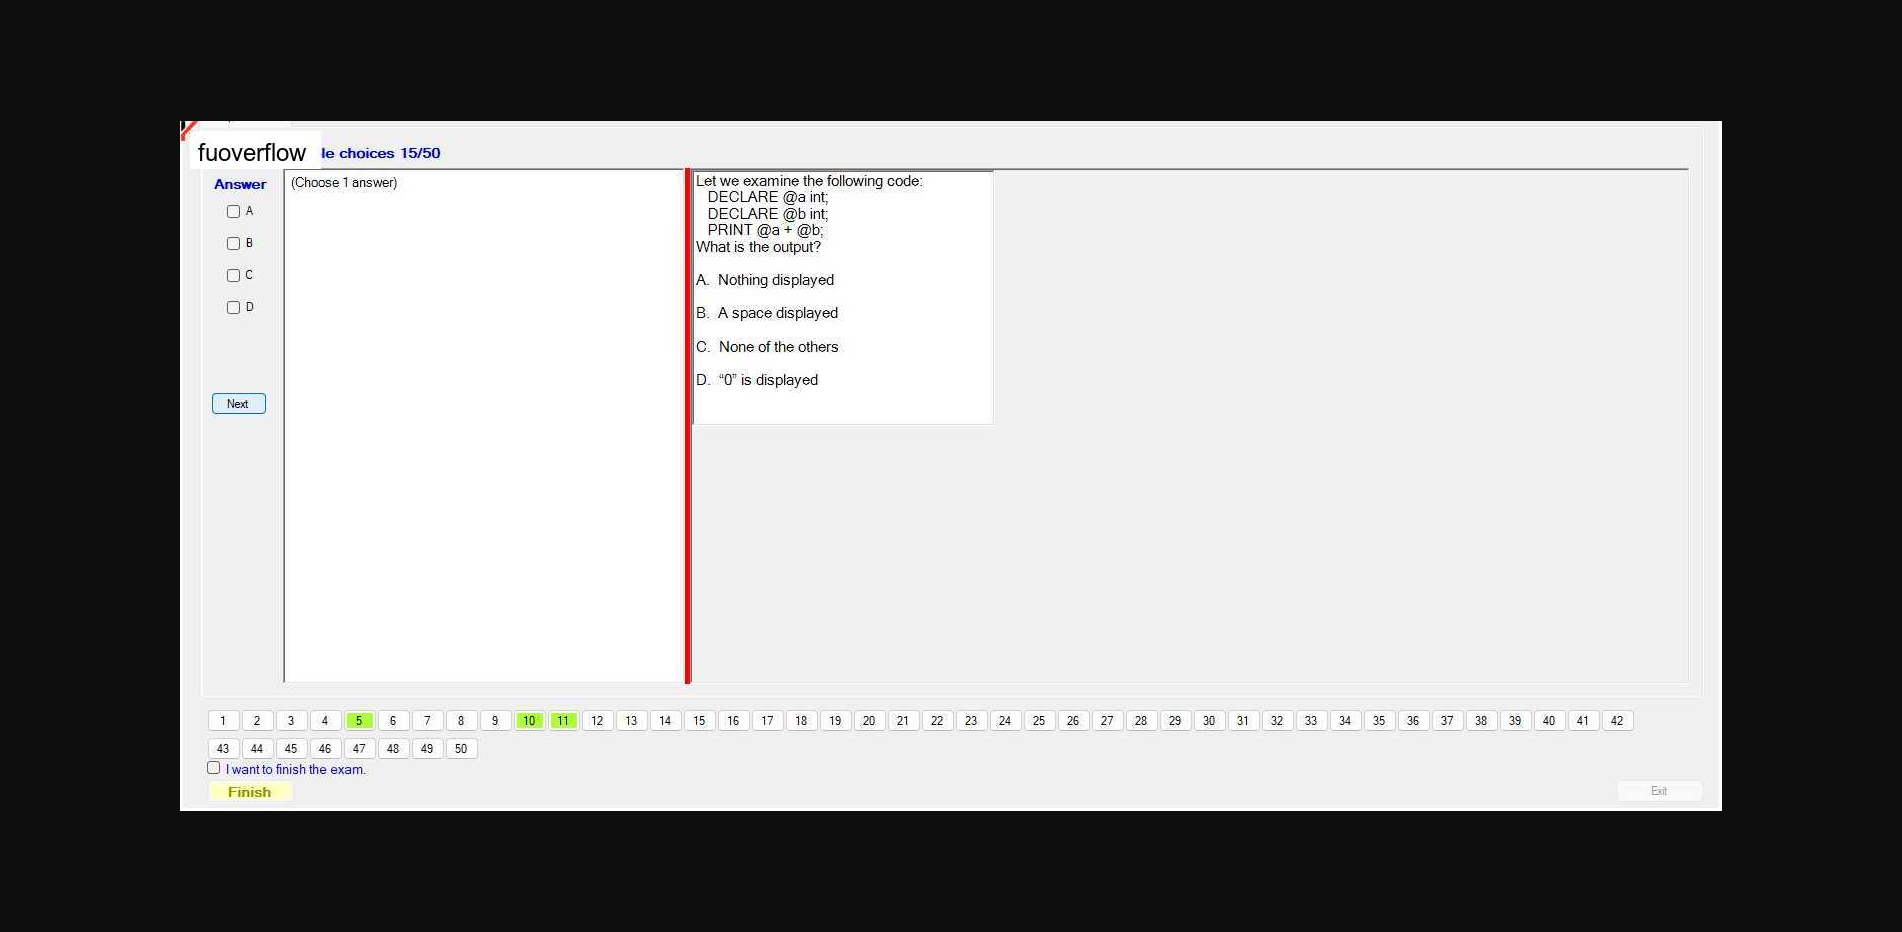 fuoverflow
le choices 15/50
Answer
(Choose 1 answer)
A
B
C
D
Next
Let we examine the following code:
DECLARE @a int;
DECLARE @b int;
PRINT @a + @b;
What is the output?
A. Nothing displayed
B. A space displayed
C. None of the others
D. “0” is displayed
1 2 3 4 5 6 7 8 9 10 11 12 13 14 15 16 17 18 19 20 21 22 23 24 25 26 27 28 29 30 31 32 33 34 35 36 37 38 39 40 41 42
43 44 45 46 47 48 49 50
I want to finish the exam.
Finish
Exit